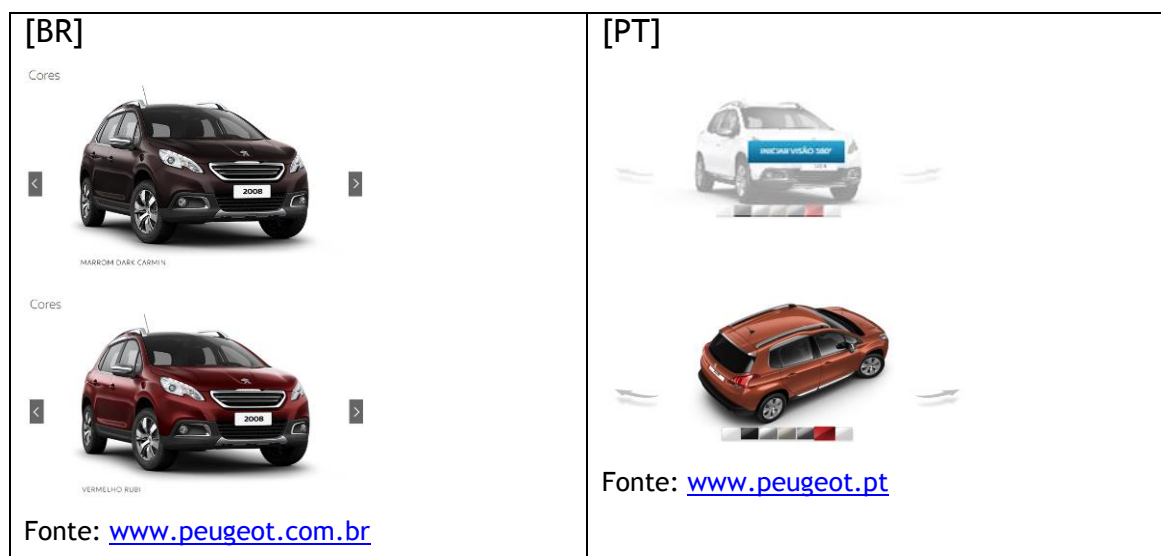 [BR]
Cores
2008
MARROM DARK CARMIN
Cores
2008
VERMELHO RUBI
Fonte: www.peugeot.com.br
[PT]
INICIAR VISÃO 360°
Fonte: www.peugeot.pt